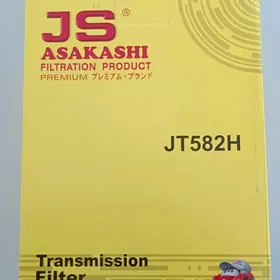 JS®
ASAKASHI
FILTRATION PRODUCT
PREMIUM プレミアム・ブランド
JT582H
Transmission
Filter